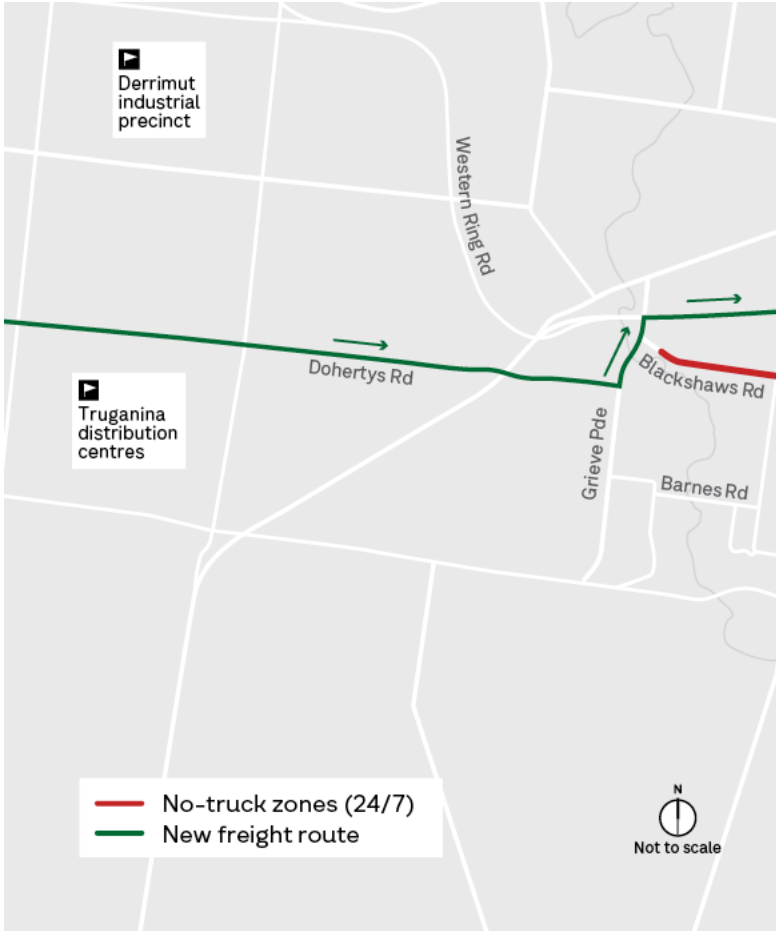 Derrimut
industrial
precinct
Western Ring Rd
Dohertys Rd
Blackshaws Rd
Truganina
distribution
centres
Grieve Pde
Barnes Rd
No-truck zones (24/7)
New freight route
N
Not to scale